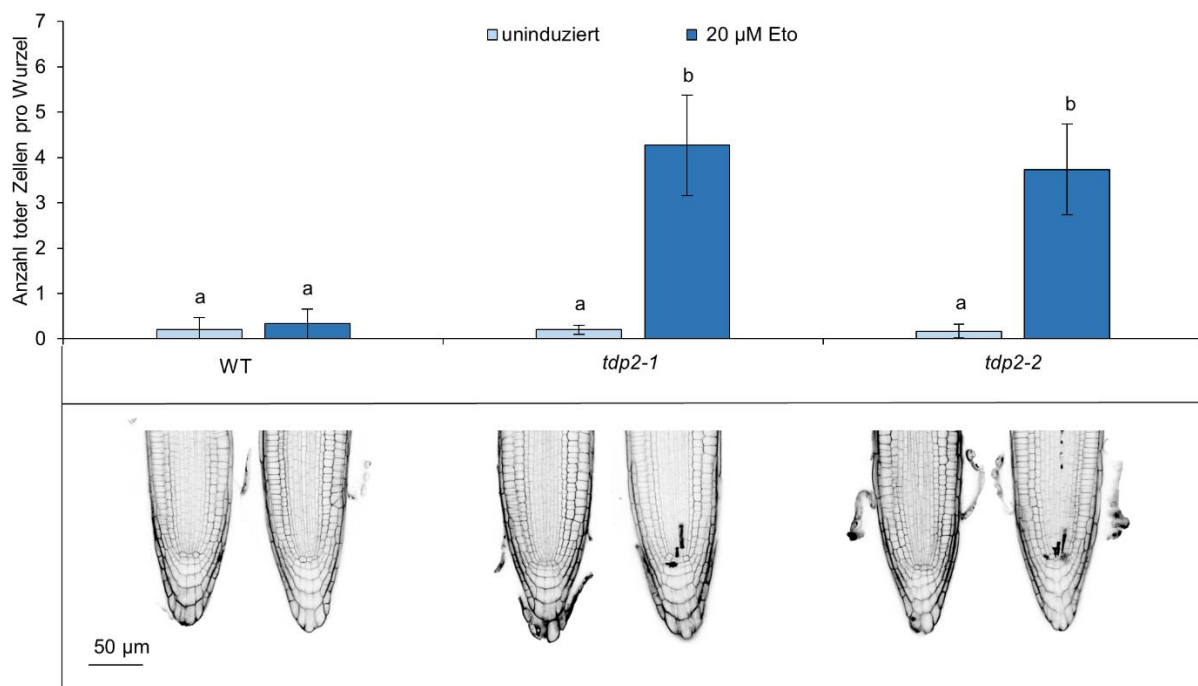 Anzahl toter Zellen pro Wurzel
7
6
5
4
3
2
1
0
uninduziert 20 µM Eto
a a a b a b
WT tdp2-1 tdp2-2
50 µm